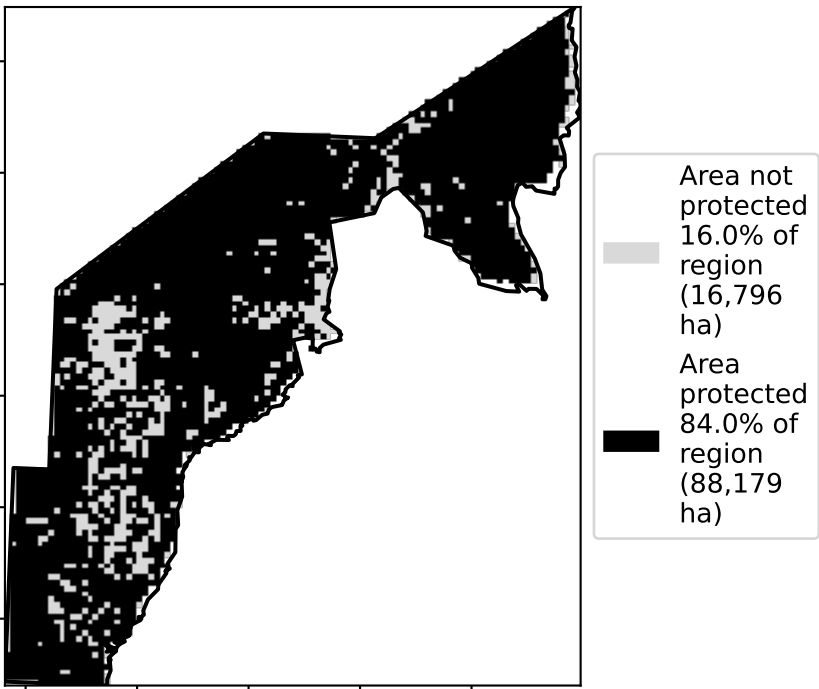 Area not
protected
16.0% of
region
(16,796
ha)
Area
protected
84.0% of
region
(88,179
ha)